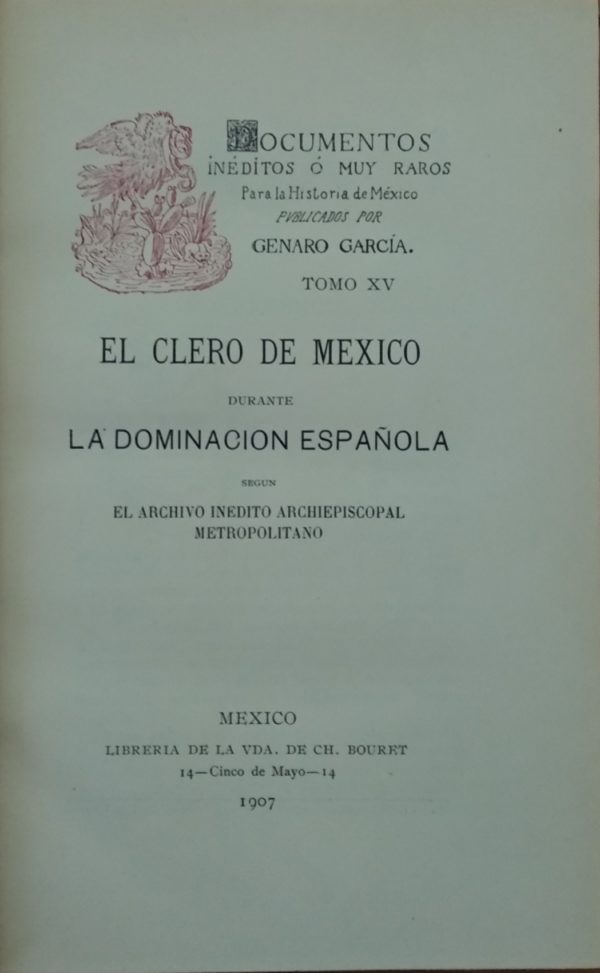 DOCUMENTOS
INÉDITOS Ó MUY RAROS
Para la Historia de México
PVBLICADOS POR
GENARO GARCÍA.
TOMO XV
EL CLERO DE MEXICO
DURANTE
LA DOMINACION ESPAÑOLA
SEGUN
EL ARCHIVO INEDITO ARCHIEPISCOPAL
METROPOLITANO
MEXICO
LIBRERIA DE LA VDA. DE CH. BOURET
14—Cinco de Mayo—14
1907